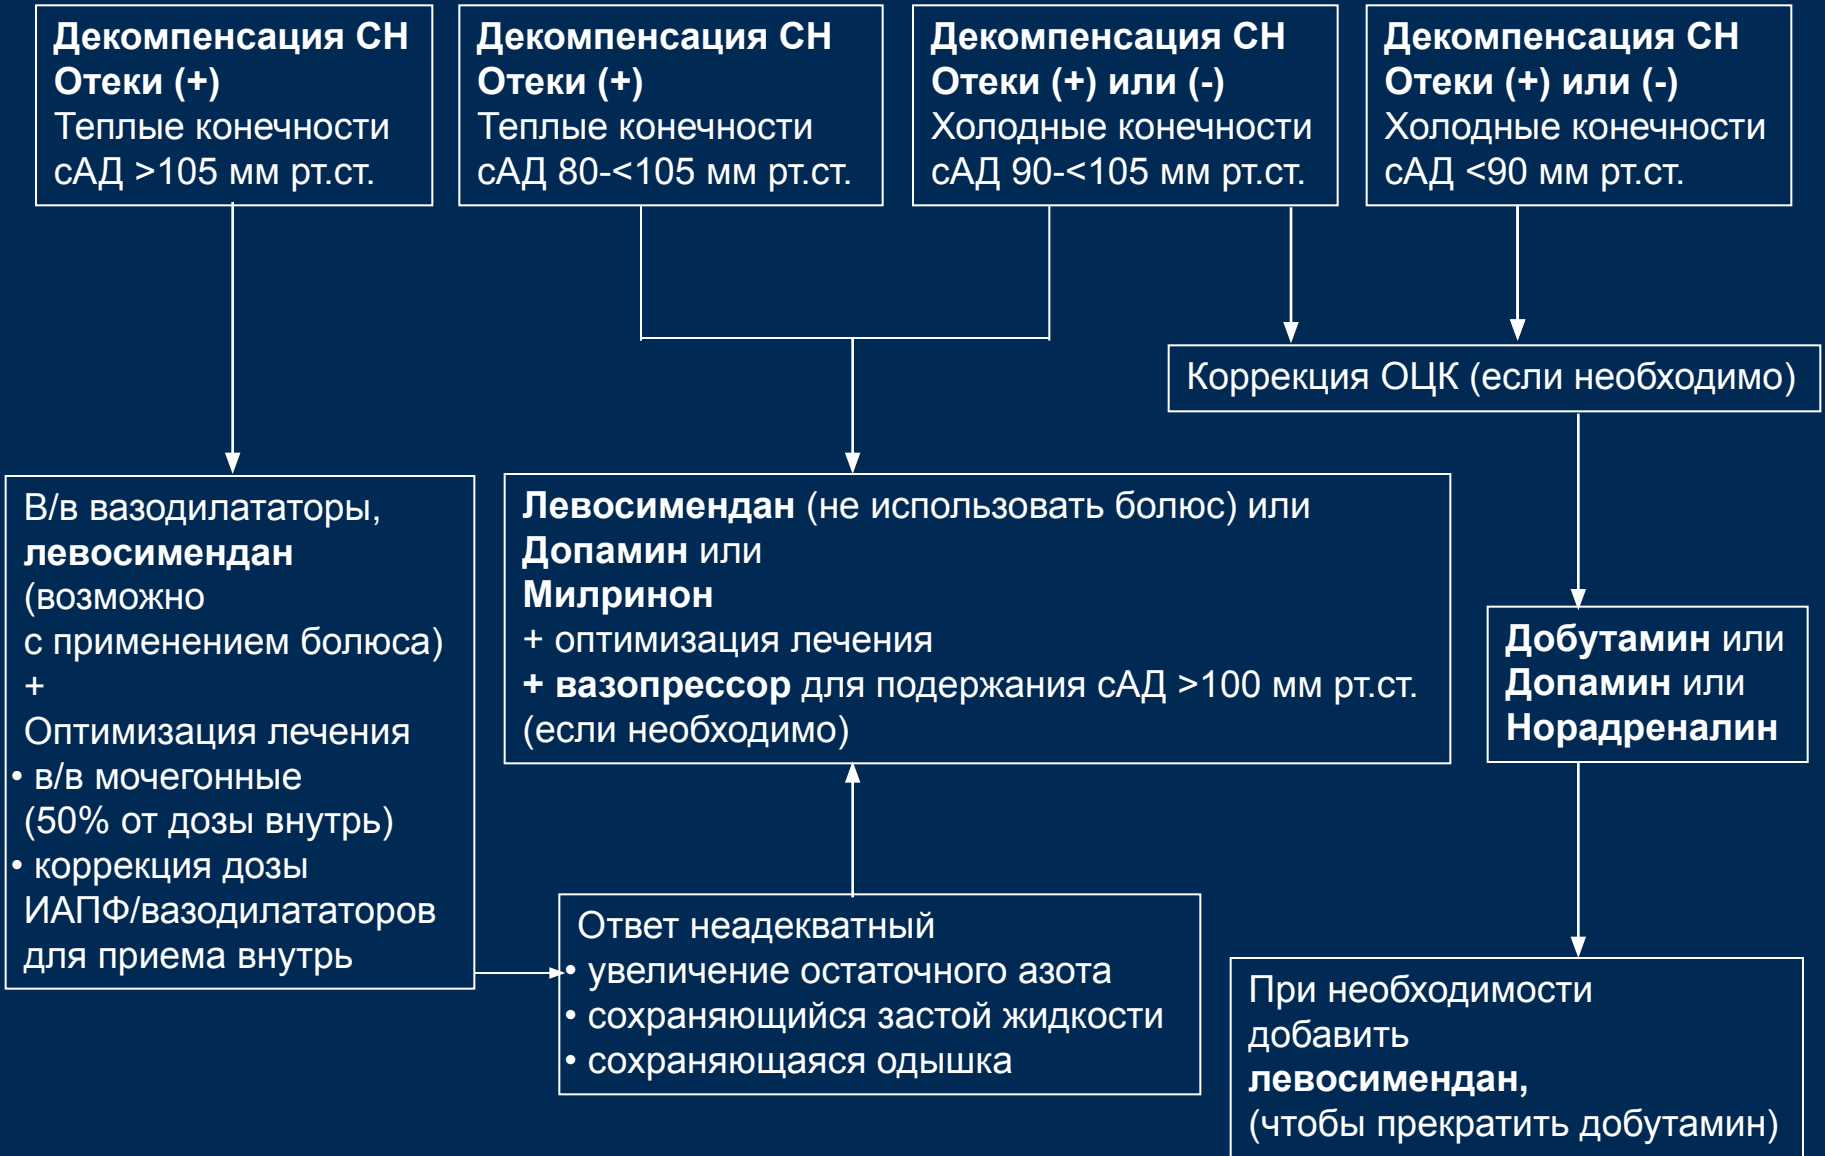 Декомпенсация СН
Отеки (+)
Теплые конечности
сАД >105 мм рт.ст.
Декомпенсация СН
Отеки (+)
Теплые конечности
сАД 80-<105 мм рт.ст.
Декомпенсация СН
Отеки (+) или (-)
Холодные конечности
сАД 90-<105 мм рт.ст.
Декомпенсация СН
Отеки (+) или (-)
Холодные конечности
сАД <90 мм рт.ст.
Коррекция ОЦК (если необходимо)
В/в вазодилататоры,
левосимендан
(возможно
с применением болюса)
+
Оптимизация лечения
• в/в мочегонные
(50% от дозы внутрь)
• коррекция дозы
ИАПФ/вазодилататоров
для приема внутрь
Левосимендан (не использовать болюс) или
Допамин или
Милринон
+ оптимизация лечения
+ вазопрессор для подержания сАД >100 мм рт.ст.
(если необходимо)
Добутамин или
Допамин или
Норадреналин
Ответ неадекватный
• увеличение остаточного азота
• сохраняющийся застой жидкости
• сохраняющаяся одышка
При необходимости
добавить
левосимендан,
(чтобы прекратить добутамин)